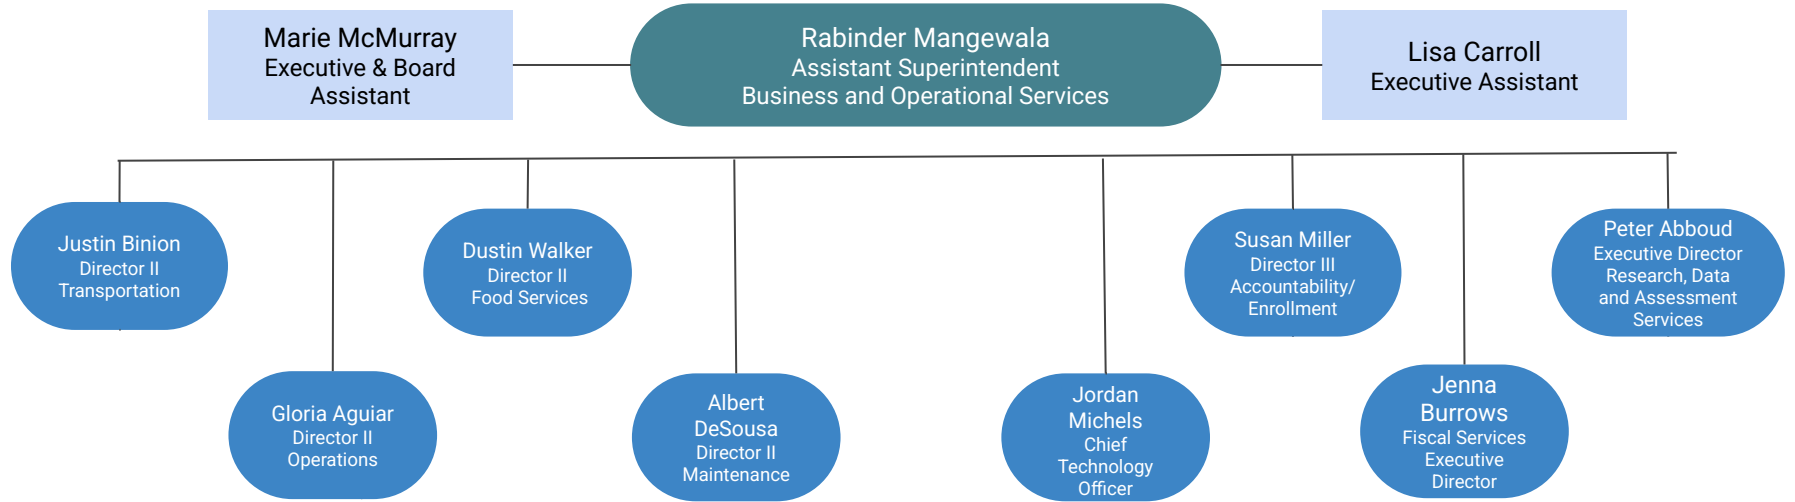 Marie McMurray
Executive & Board
Assistant
Rabinder Mangewala
Assistant Superintendent
Business and Operational Services
Lisa Carroll
Executive Assistant
Justin Binion
Director II
Transportation
Gloria Aguiar
Director II
Operations
Dustin Walker
Director II
Food Services
Albert
DeSousa
Director II
Maintenance
Jordan
Michels
Chief
Technology
Officer
Susan Miller
Director III
Accountability/
Enrollment
Jenna
Burrows
Fiscal Services
Executive
Director
Peter Abboud
Executive Director
Research, Data
and Assessment
Services